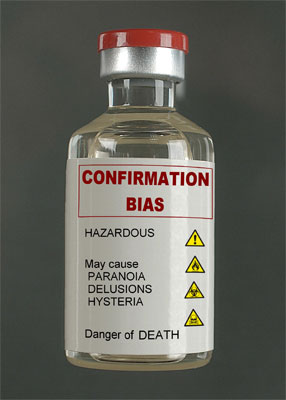 CONFIRMATION
BIAS
HAZARDOUS
May cause
PARANOIA
DELUSIONS
HYSTERIA
Danger of DEATH